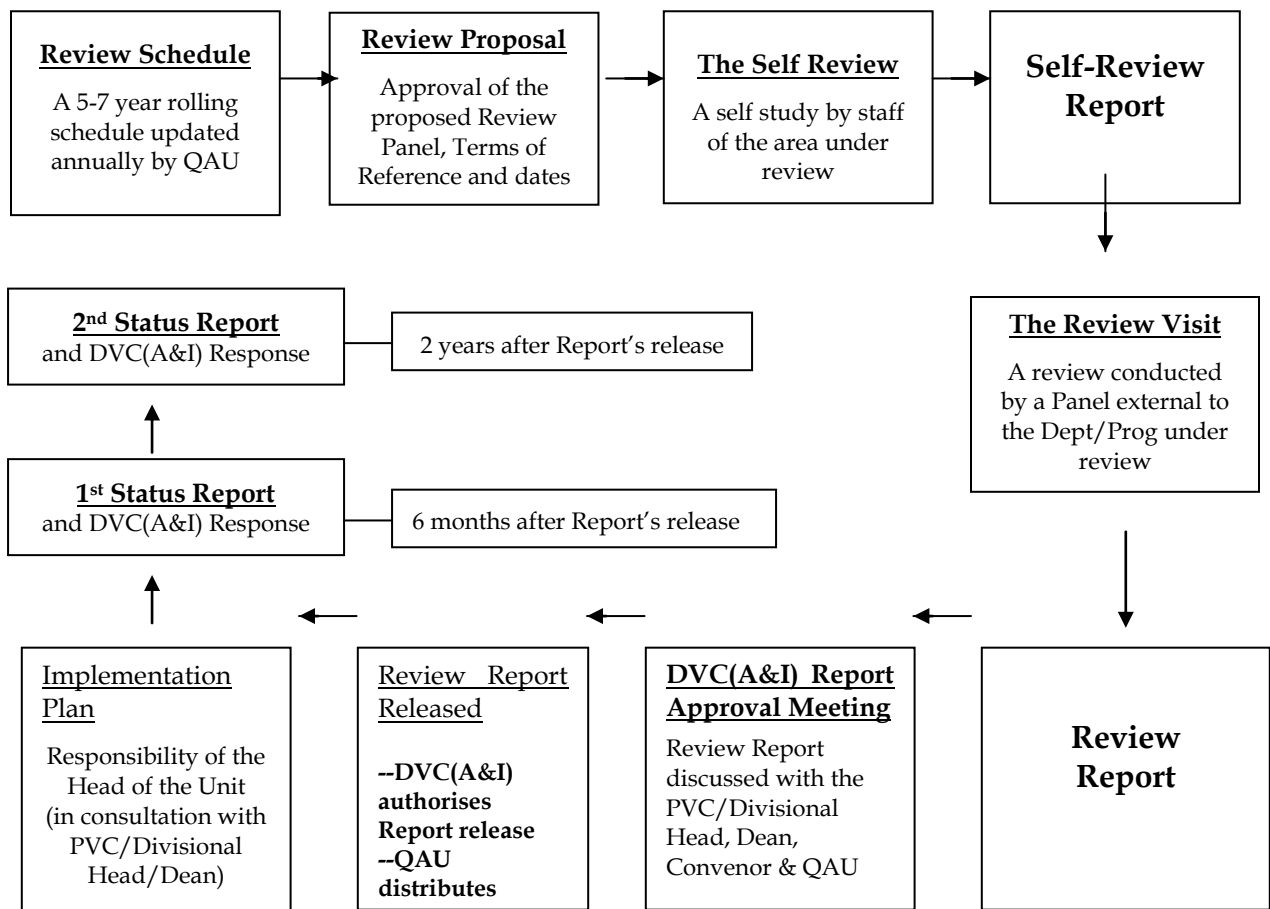 Review Schedule
A 5-7 year rolling
schedule updated
annually by QAU
Review Proposal
Approval of the
proposed Review
Panel, Terms of
Reference and dates
The Self Review
A self study by staff
of the area under
review
Self-Review
Report
The Review Visit
A review conducted
by a Panel external to
the Dept/Prog under
review
Review
Report
DVC(A&I) Report
Approval Meeting
Review Report
discussed with the
PVC/Divisional
Head, Dean,
Convenor & QAU
Review Report
Released
--DVC(A&I)
authorises
Report release
--QAU
distributes
Implementation
Plan
Responsibility of the
Head of the Unit
(in consultation with
PVC/Divisional
Head/Dean)
1st Status Report
and DVC(A&I) Response
6 months after Report’s release
2nd Status Report
and DVC(A&I) Response
2 years after Report’s release